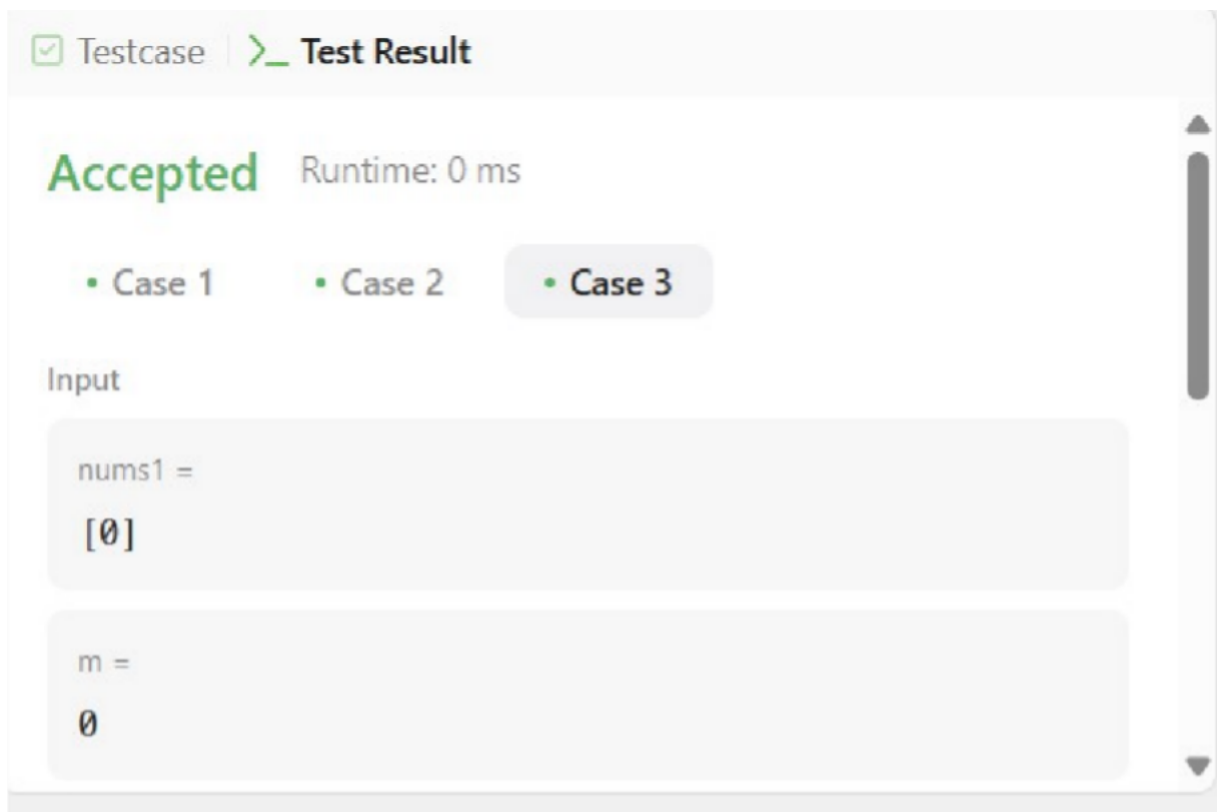 Testcase >_ Test Result
Accepted Runtime: 0 ms
• Case 1 • Case 2 • Case 3
Input
nums1 =
[0]
m =
0